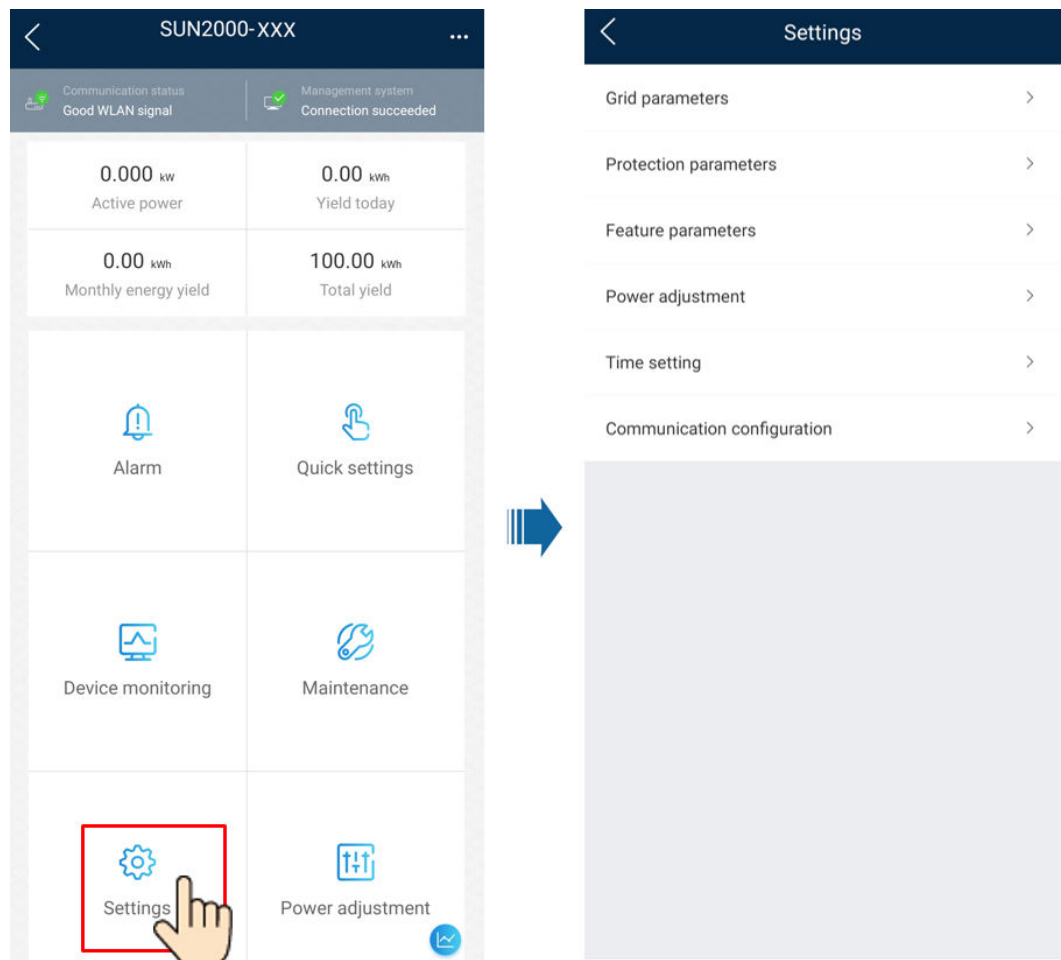 SUN2000-XXX
...
Communication status
Good WLAN signal
Management system
Connection succeeded
0.000 kW
Active power
0.00 kWh
Yield today
0.00 kWh
Monthly energy yield
100.00 kWh
Total yield
Alarm
Quick settings
Device monitoring
Maintenance
Settings
Power adjustment
Settings
Grid parameters
Protection parameters
Feature parameters
Power adjustment
Time setting
Communication configuration